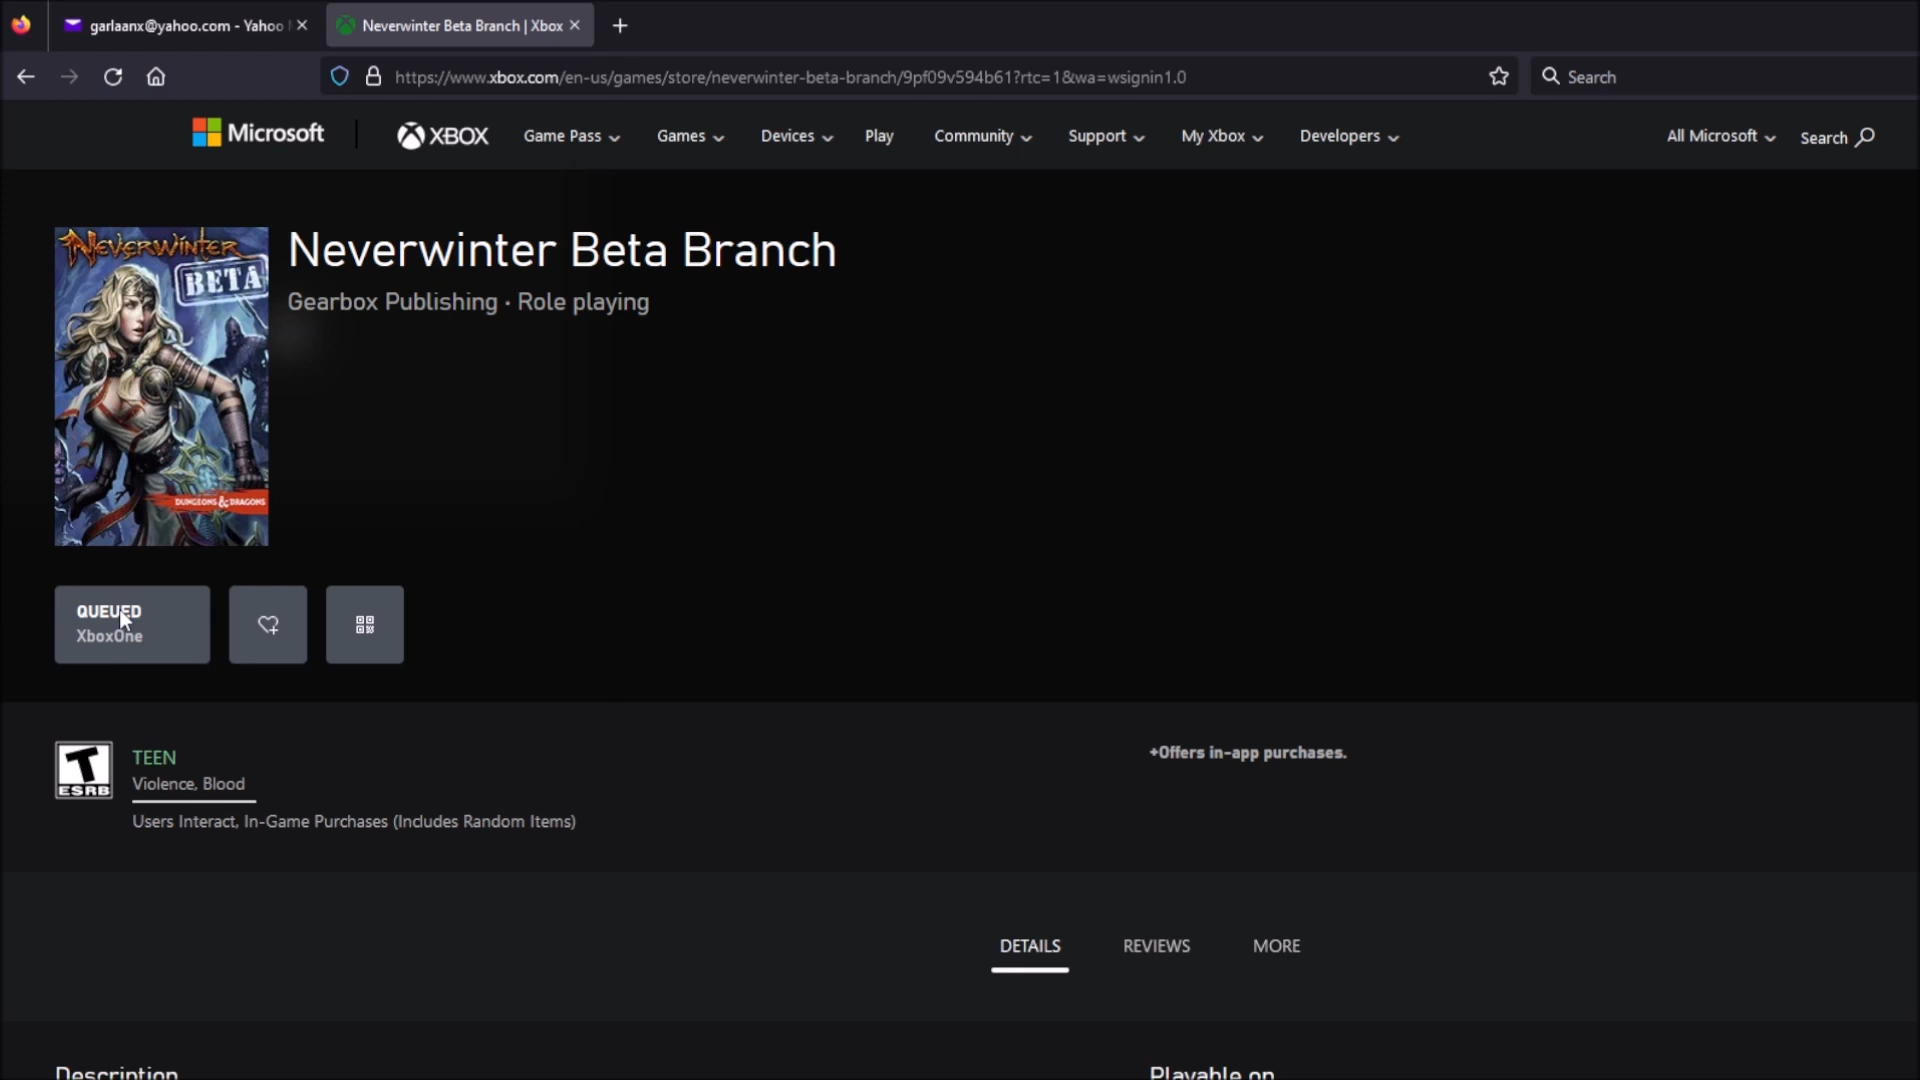 garlaanx@yahoo.com - Yahoo
Neverwinter Beta Branch | Xbox
https://www.xbox.com/en-us/games/store/neverwinter-beta-branch/9pf09v594b61?rtc=1&wa=wsignin1.0
Search
Microsoft
XBOX
Game Pass
Games
Devices
Play
Community
Support
My Xbox
Developers
All Microsoft
Search
NEVERWINTER
BETA
DUNGEONS & DRAGONS
Neverwinter Beta Branch
Gearbox Publishing · Role playing
QUEUED
XboxOne
T
ESRB
TEEN
Violence, Blood
Users Interact, In-Game Purchases (Includes Random Items)
+Offers in-app purchases.
DETAILS
REVIEWS
MORE
Description
Playable on